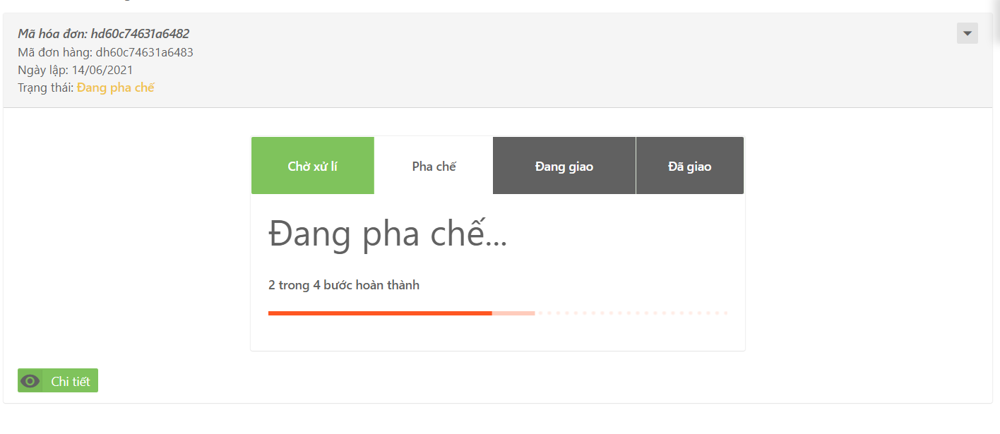 Mã hóa đơn: hd60c74631a6482
Mã đơn hàng: dh60c74631a6483
Ngày lập: 14/06/2021
Trạng thái: Đang pha chế
Chờ xử lí
Pha chế
Đang giao
Đã giao
Đang pha chế...
2 trong 4 bước hoàn thành
Chi tiết